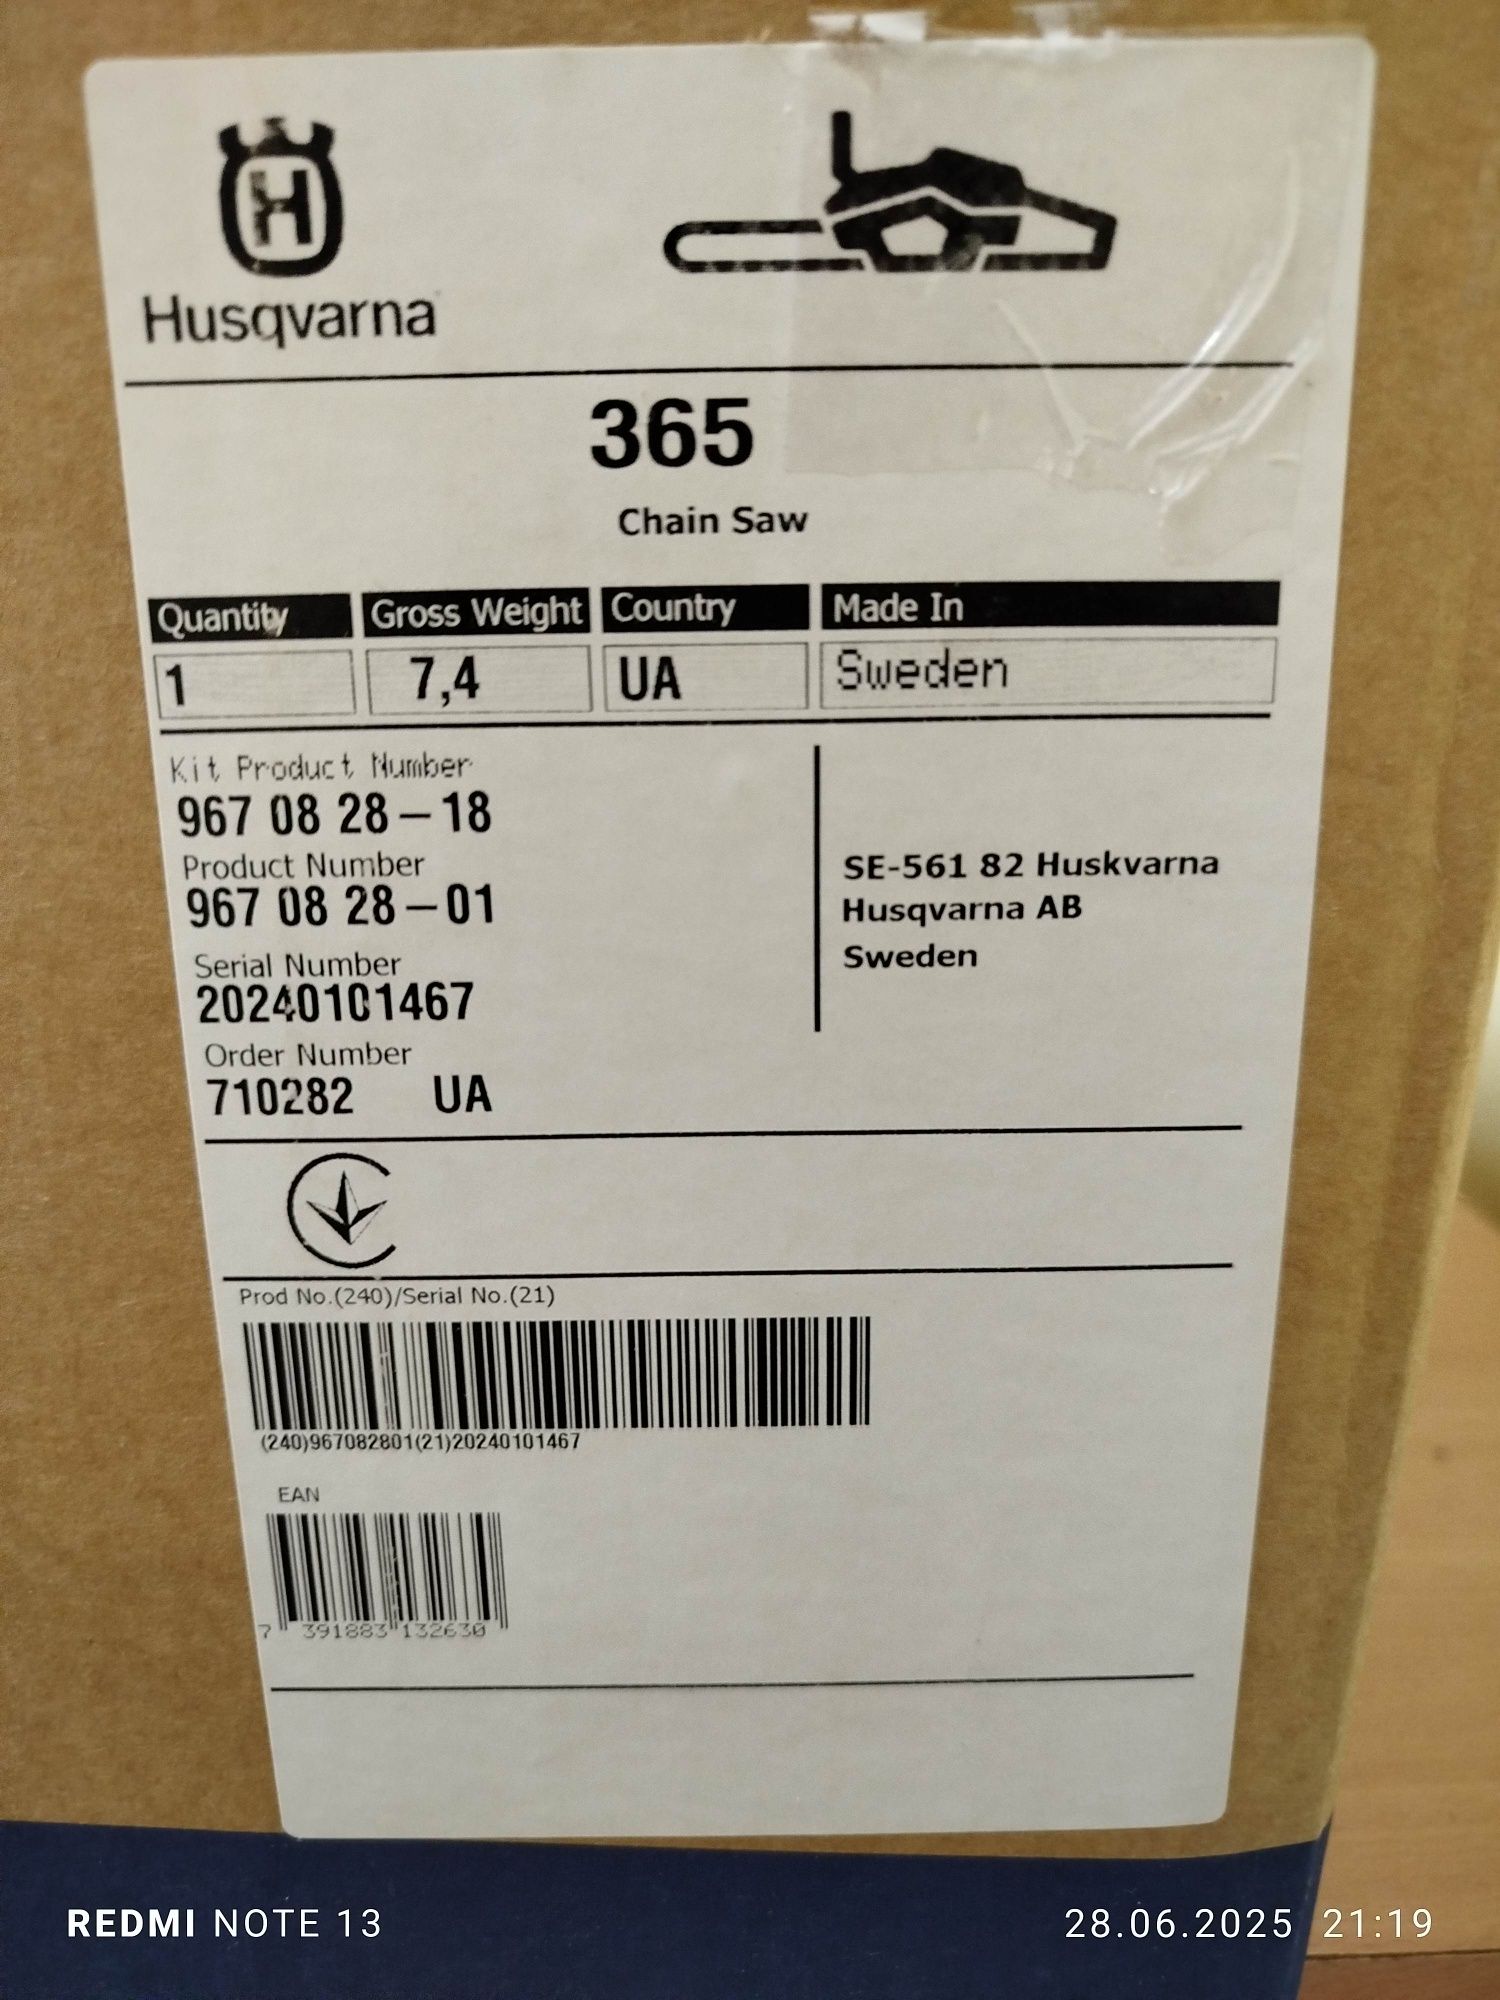 H
Husqvarna
365
Chain Saw
Quantity Gross Weight Country Made In
1 7,4 UA Sweden
Kit Product Number
967 08 28–18
Product Number
967 08 28–01
Serial Number
20240101467
Order Number
710282 UA
SE-561 82 Huskvarna
Husqvarna AB
Sweden
Prod No.(240)/Serial No.(21)
(240)967082801(21)20240101467
EAN
7 391883 132630
REDMI NOTE 13
28.06.2025 21:19